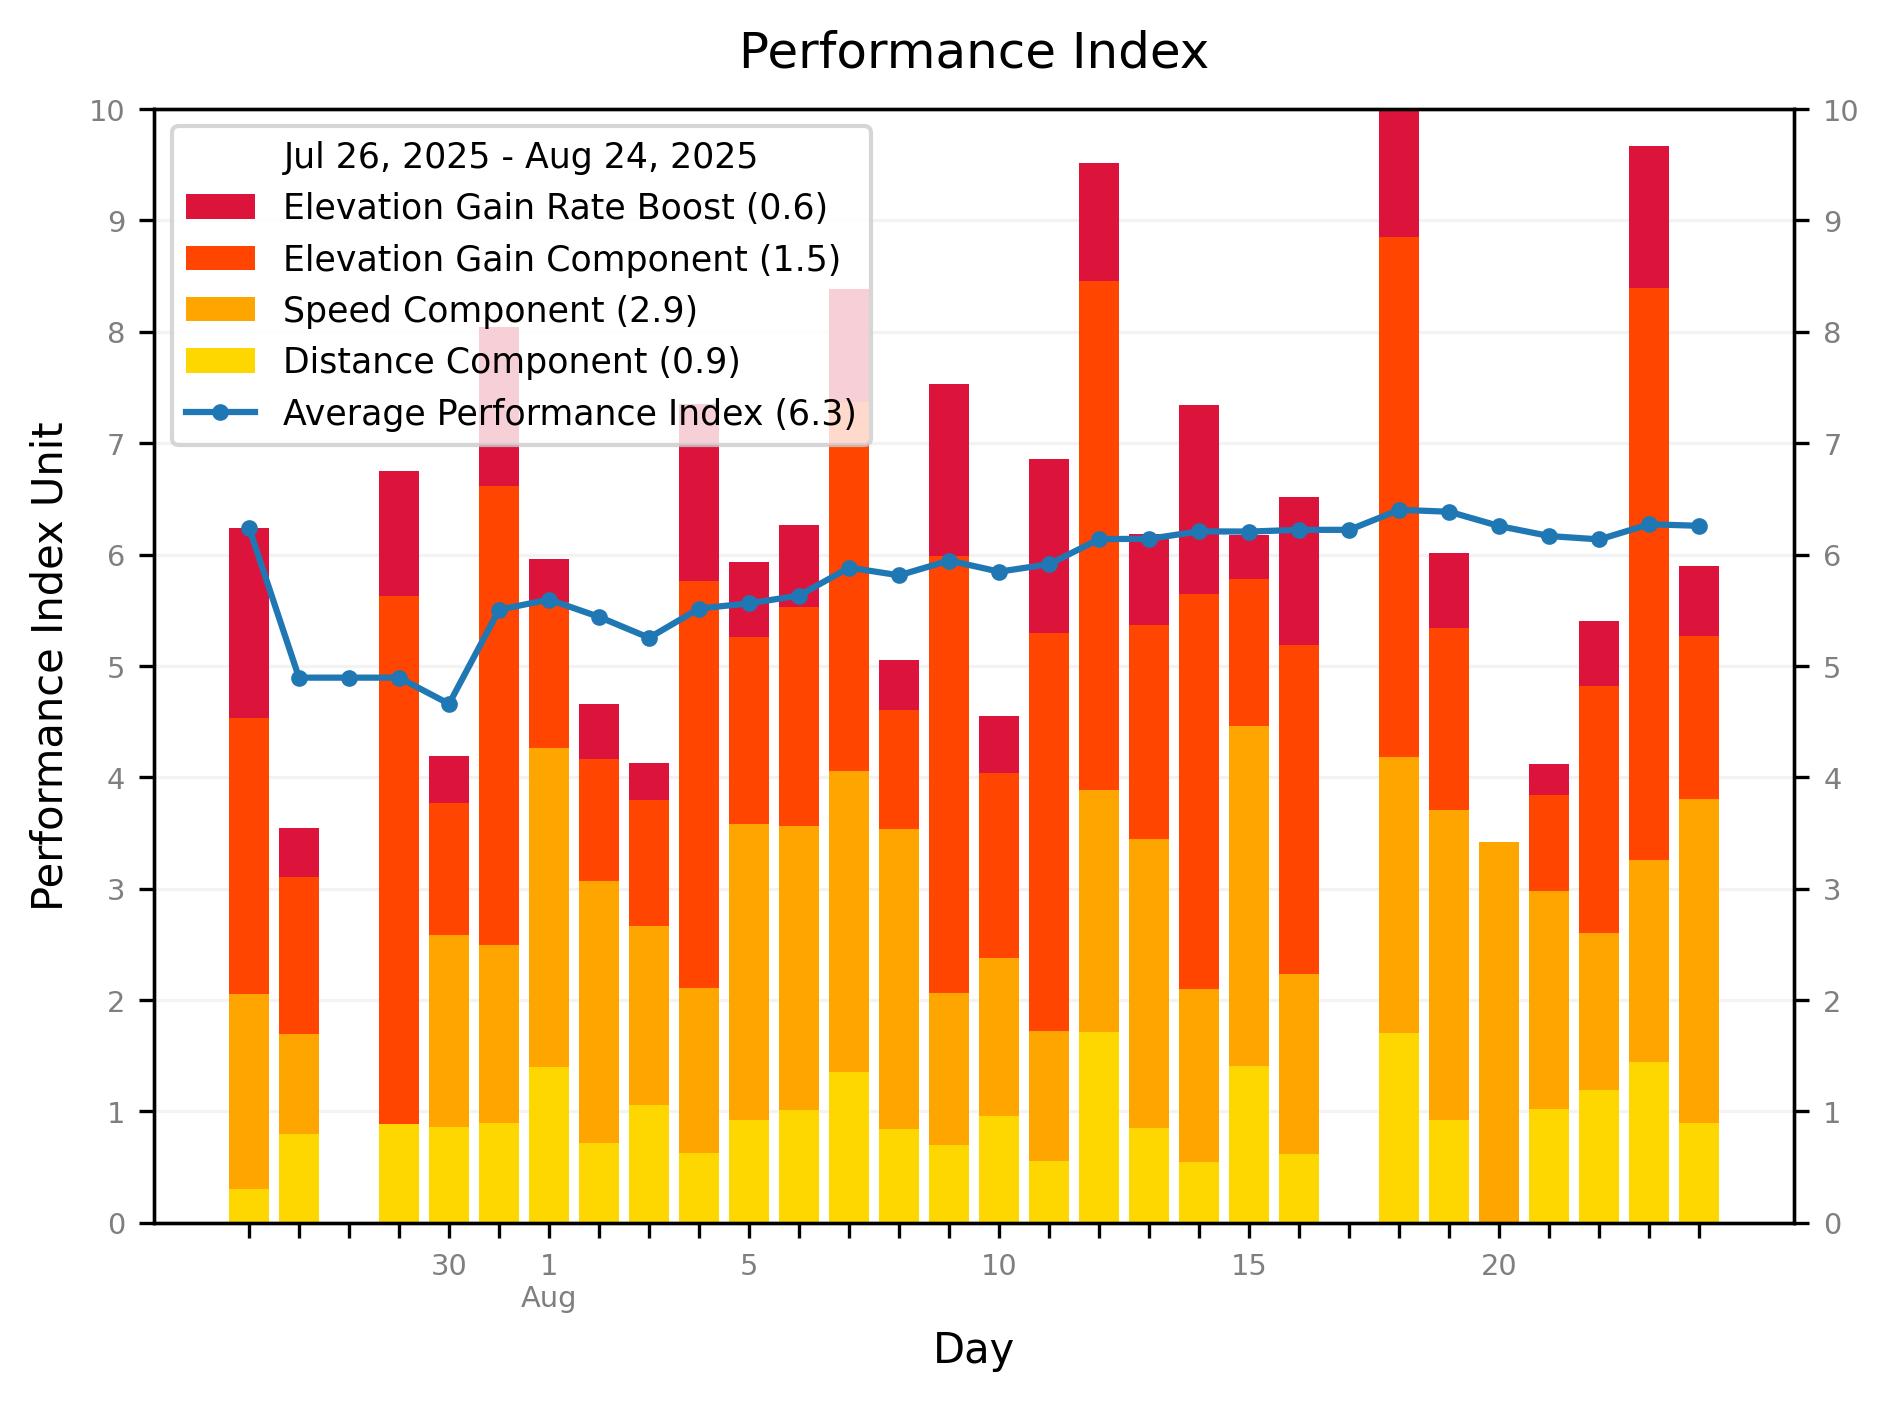 Performance Index
Jul 26, 2025 - Aug 24, 2025
Elevation Gain Rate Boost (0.6)
Elevation Gain Component (1.5)
Speed Component (2.9)
Distance Component (0.9)
Average Performance Index (6.3)
Performance Index Unit
10
9
8
7
6
5
4
3
2
1
0
10
9
8
7
6
5
4
3
2
1
0
30 1 5 10 15 20
Aug
Day